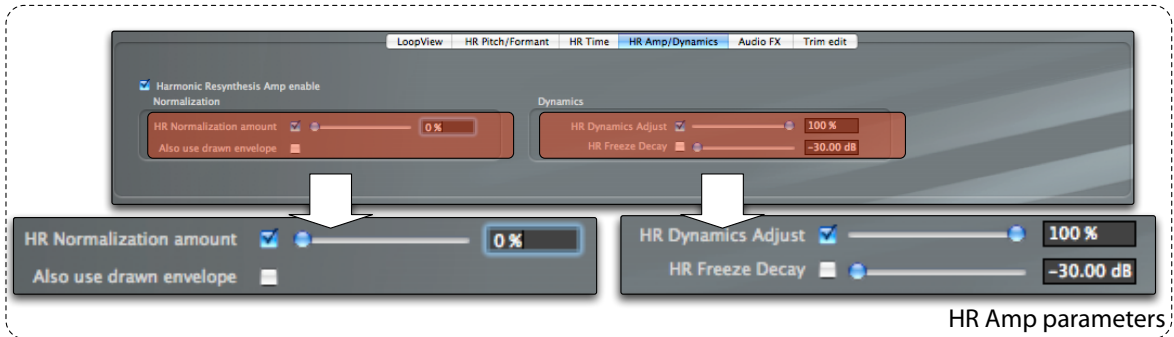 LoopView HR Pitch/Formant HR Time HR Amp/Dynamics Audio FX Trim edit
Harmonic Resynthesis Amp enable
Normalization
HR Normalization amount 0 %
Also use drawn envelope
Dynamics
HR Dynamics Adjust 100 %
HR Freeze Decay -30.00 dB
HR Normalization amount 0 %
Also use drawn envelope
HR Dynamics Adjust 100 %
HR Freeze Decay -30.00 dB
HR Amp parameters